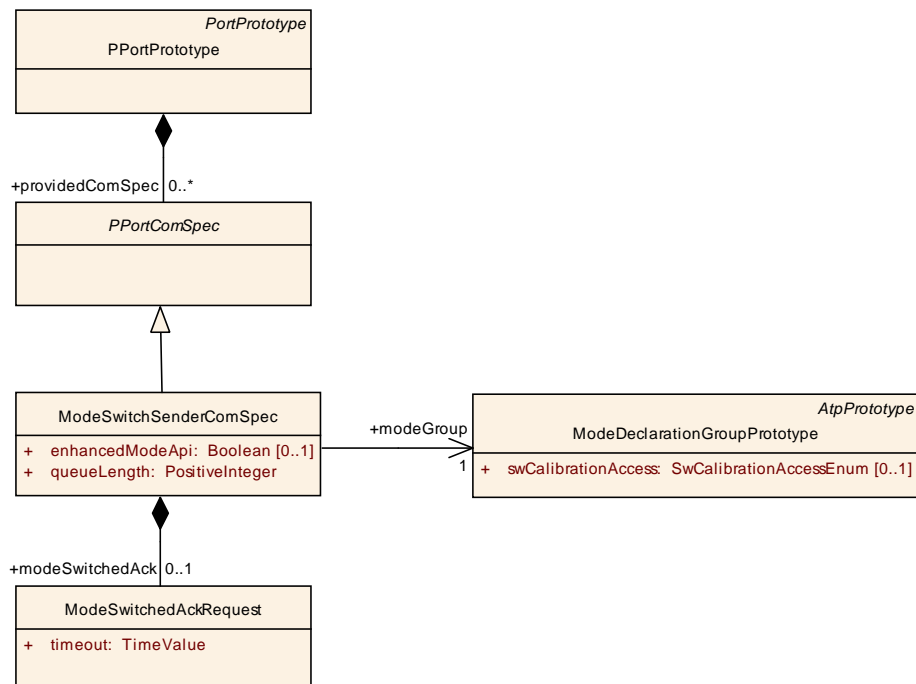 PortPrototype
PPortPrototype
+providedComSpec 0..*
PPortComSpec
ModeSwitchSenderComSpec
+ enhancedModeApi: Boolean [0..1]
+ queueLength: PositiveInteger
+modeGroup
1
AtpPrototype
ModeDeclarationGroupPrototype
+ swCalibrationAccess: SwCalibrationAccessEnum [0..1]
+modeSwitchedAck 0..1
ModeSwitchedAckRequest
+ timeout: TimeValue